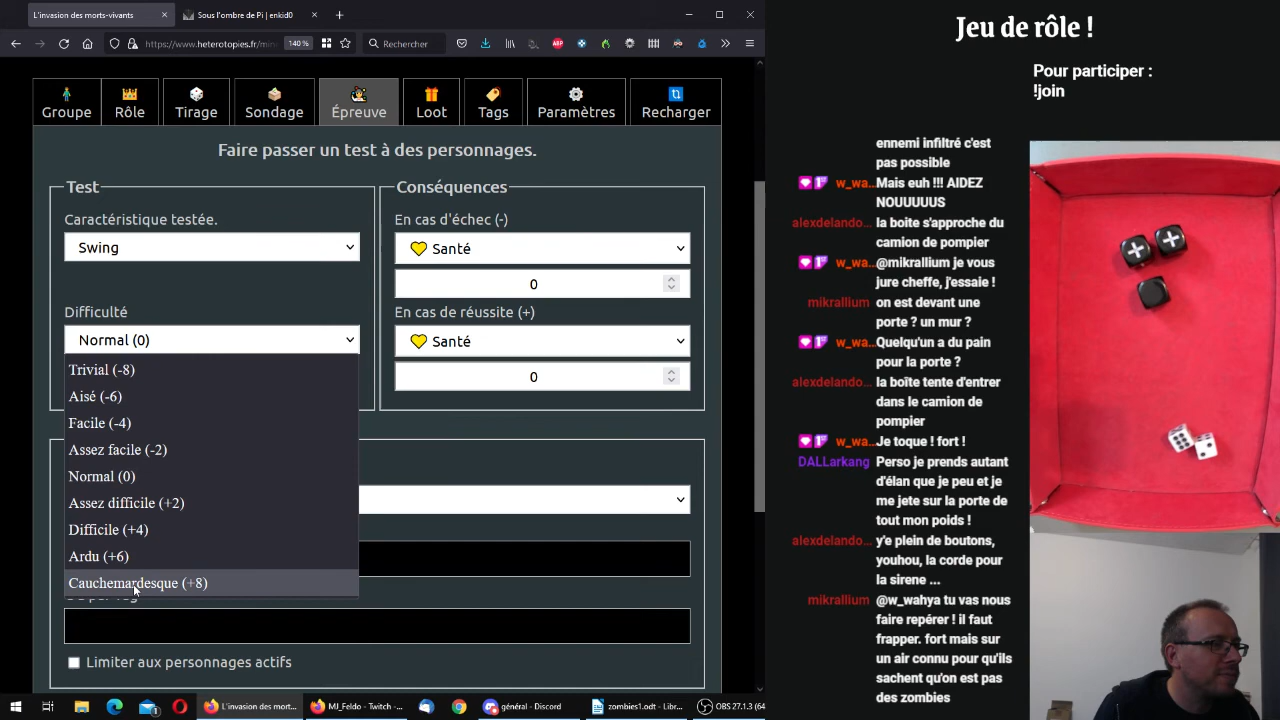 L'invasion des morts-vivants
Sous l'ombre de Pi | enkid0
https://www.heterotopies.fr/min
140 %
Rechercher
ABP
Groupe
Rôle
Tirage
Sondage
Épreuve
Loot
Tags
Paramètres
Recharger
Faire passer un test à des personnages.
Test
Caractéristique testée.
Swing
Difficulté
Normal (0)
Trivial (-8)
Aisé (-6)
Facile (-4)
Assez facile (-2)
Normal (0)
Assez difficile (+2)
Difficile (+4)
Ardu (+6)
Cauchemardesque (+8)
Conséquences
En cas d'échec (-)
Santé
0
En cas de réussite (+)
Santé
0
Limiter aux personnages actifs
L'invasion des mort...
MJ_Feldo - Twitch -...
général - Discord
zombies1.odt - Libr...
OBS 27.1.3 (64
Jeu de rôle !
Pour participer :
!join
ennemi infiltré c'est
pas possible
w_wa... Mais euh !!! AIDEZ
NOUUUUUS
alexdelando... la boite s'approche du
camion de pompier
w_wa... @mikrallium je vous
jure cheffe, j'essaie !
mikrallium on est devant une
porte ? un mur ?
w_wa... Quelqu'un a du pain
pour la porte ?
alexdelando... la boîte tente d'entrer
dans le camion de
pompier
w_wa... Je toque ! fort !
DALLarkang Perso je prends autant
d'élan que je peu et je
me jete sur la porte de
tout mon poids !
alexdelando... y'e plein de boutons,
youhou, la corde pour
la sirene ...
mikrallium @w_wahya tu vas nous
faire repérer ! il faut
frapper. fort mais sur
un air connu pour qu'ils
sachent qu'on est pas
des zombies